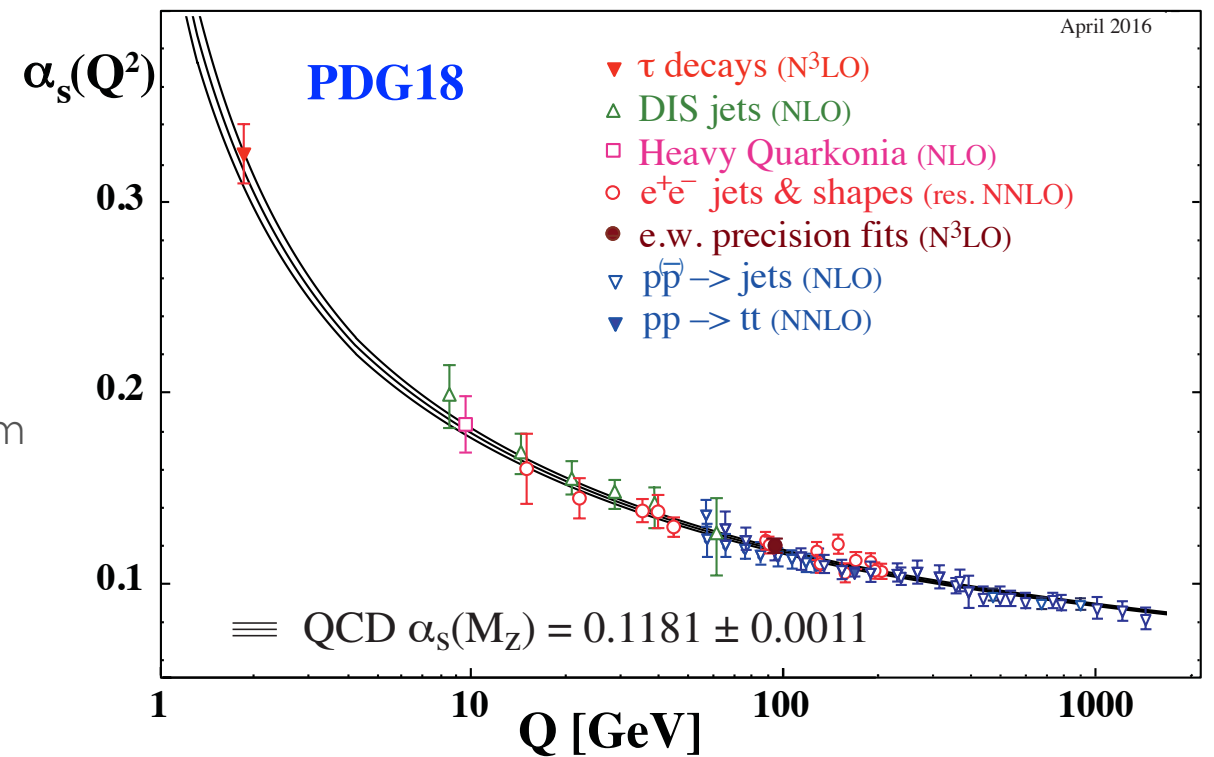 April 2016
αs(Q²)
PDG18
τ decays (N³LO)
DIS jets (NLO)
Heavy Quarkonia (NLO)
e⁺e⁻ jets & shapes (res. NNLO)
e.w. precision fits (N³LO)
pp(̅) –> jets (NLO)
pp –> tt (NNLO)
0.3
0.2
m
0.1
QCD αs(Mz) = 0.1181 ± 0.0011
1 10 100 1000
Q [GeV]